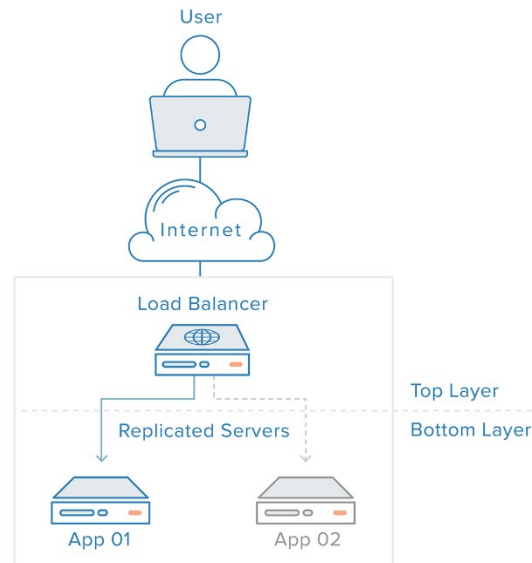 User
Internet
Load Balancer
Top Layer
Replicated Servers
Bottom Layer
App 01
App 02